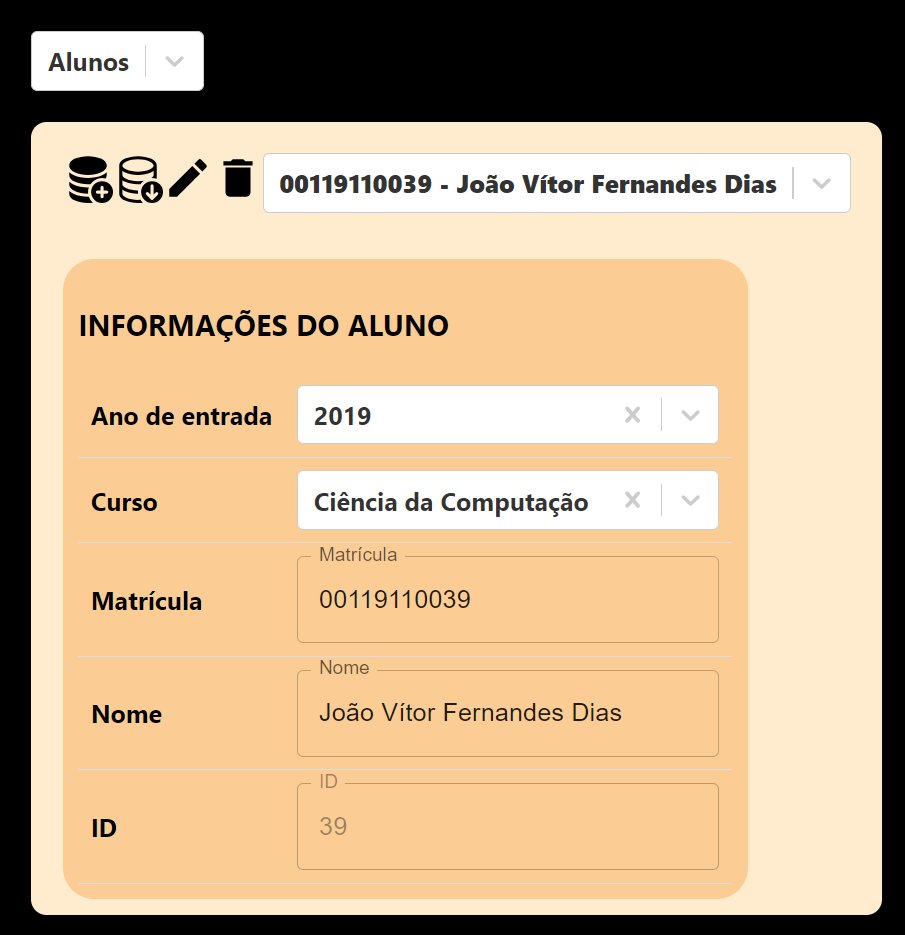 Alunos
00119110039 - João Vítor Fernandes Dias
INFORMAÇÕES DO ALUNO
Ano de entrada 2019
Curso Ciência da Computação
Matrícula
Matrícula 00119110039
Nome
Nome João Vítor Fernandes Dias
ID
ID 39